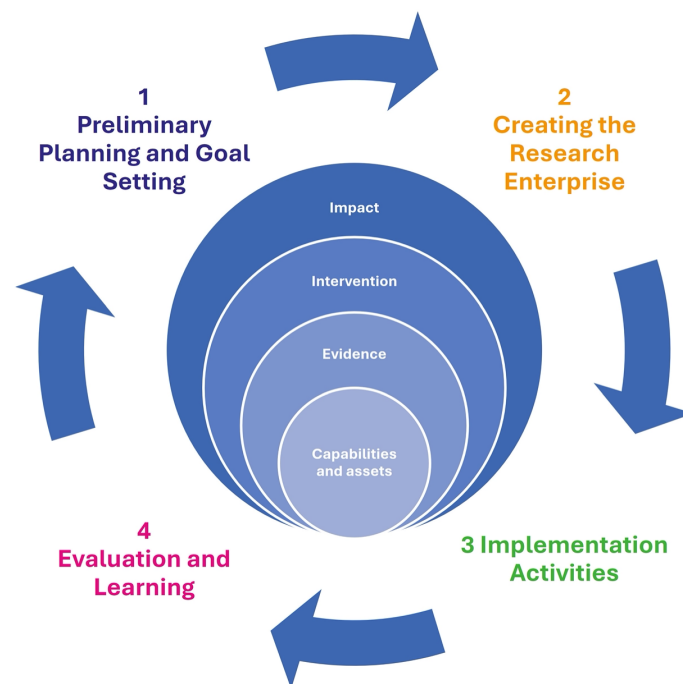 1
Preliminary
Planning and Goal
Setting
2
Creating the
Research
Enterprise
Impact
Intervention
Evidence
Capabilities
and assets
4
Evaluation and
Learning
3 Implementation
Activities